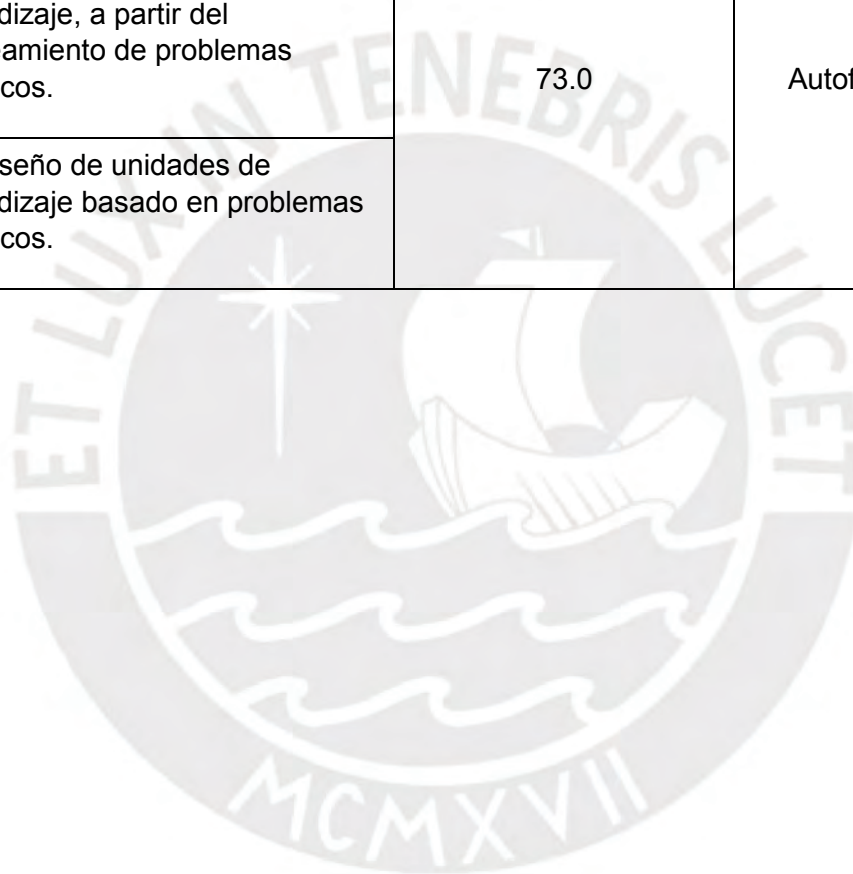 dizaje, a partir del
amiento de problemas
cos.
73.0
Autof
seño de unidades de
dizaje basado en problemas
cos.
ET LUX IN TENEBRIS LUCET
MCMXVII